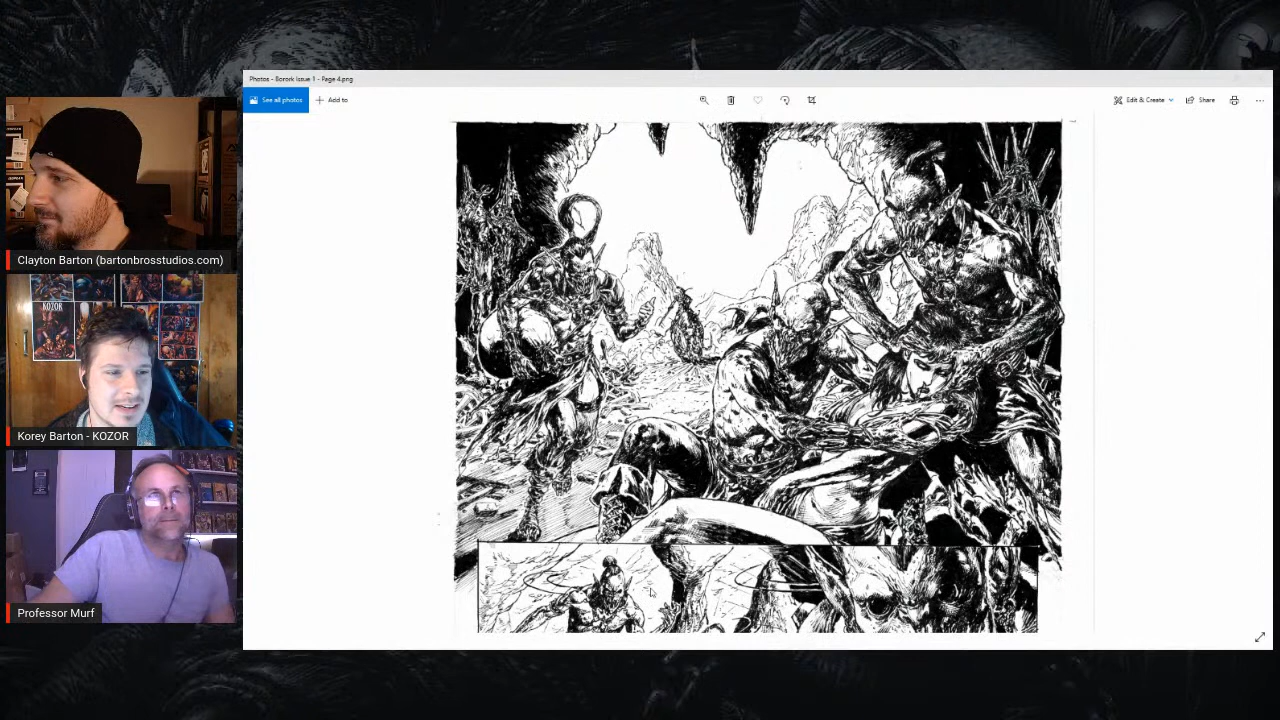 Photos - Borork Issue 1 - Page 4.png
See all photos
Add to
Edit & Create
Share
Clayton Barton (bartonbrosstudios.com)
KOZOR
Korey Barton - KOZOR
Professor Murf